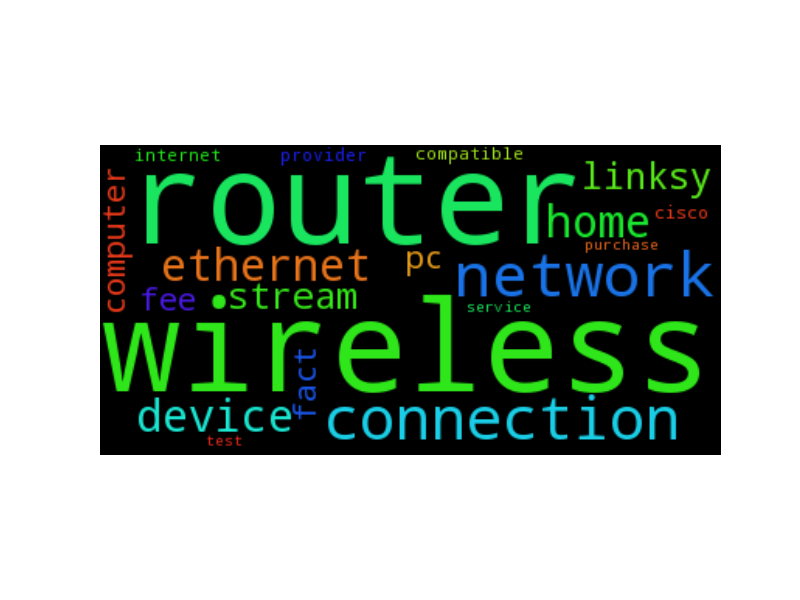 internet provider compatible
router
linksy
computer
home cisco
purchase
ethernet pc network
fee stream
service
wireless
fact
device connection
test